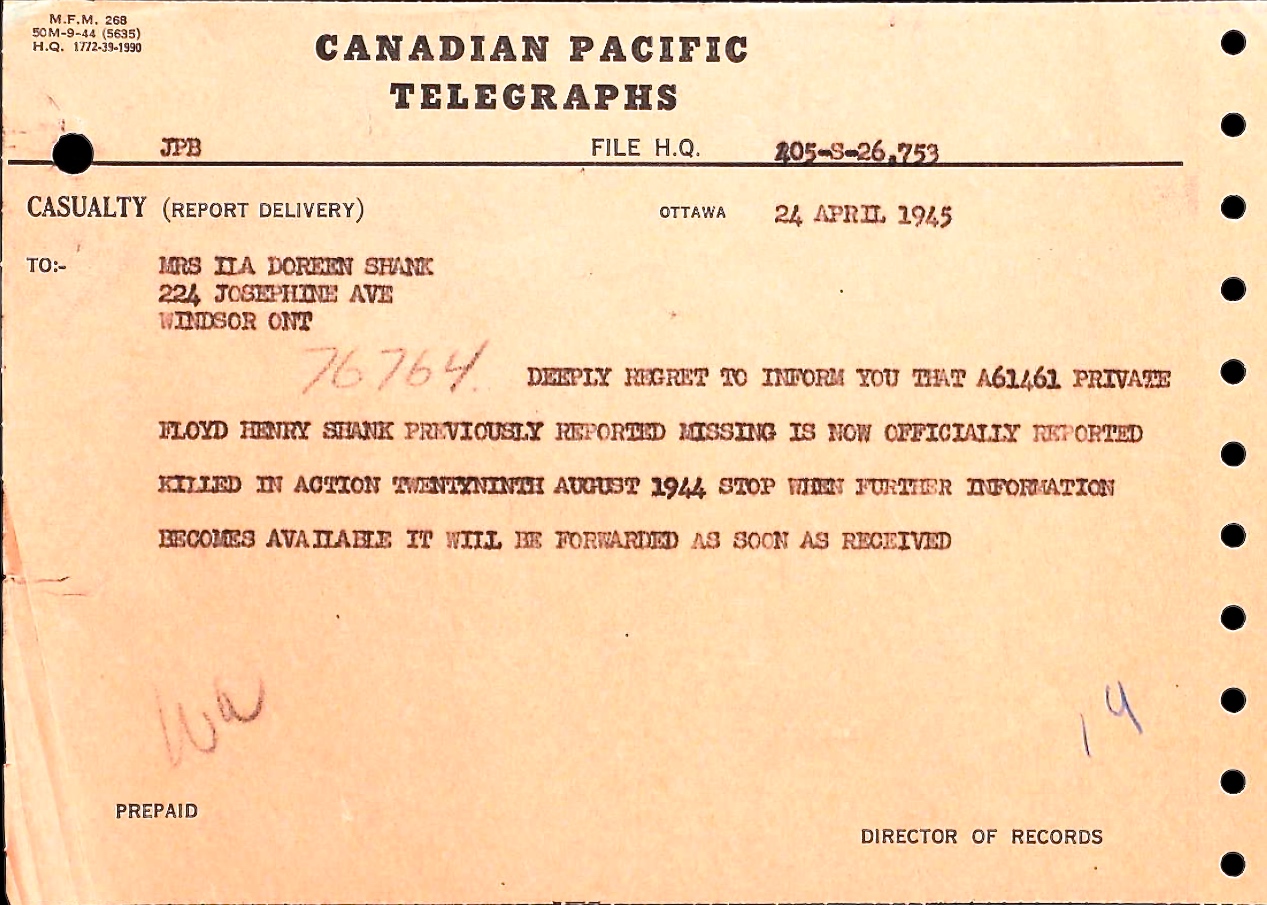 M.F.M. 268
50M-9-44 (5635)
H.Q. 1772-39-1990
CANADIAN PACIFIC
TELEGRAPHS
JPB FILE H.Q. 405-S-26,753
CASUALTY (REPORT DELIVERY) OTTAWA 24 APRIL 1945
TO:- MRS ILA DOREEN SHANK
224 JOSEPHINE AVE
WINDSOR ONT
76764 DEEPLY REGRET TO INFORM YOU THAT A61461 PRIVATE
FLOYD HENRY SHANK PREVIOUSLY REPORTED MISSING IS NOW OFFICIALLY REPORTED
KILLED IN ACTION TWENTYNINTH AUGUST 1944 STOP WHEN FURTHER INFORMATION
BECOMES AVAILABLE IT WILL BE FORWARDED AS SOON AS RECEIVED
14
PREPAID
DIRECTOR OF RECORDS